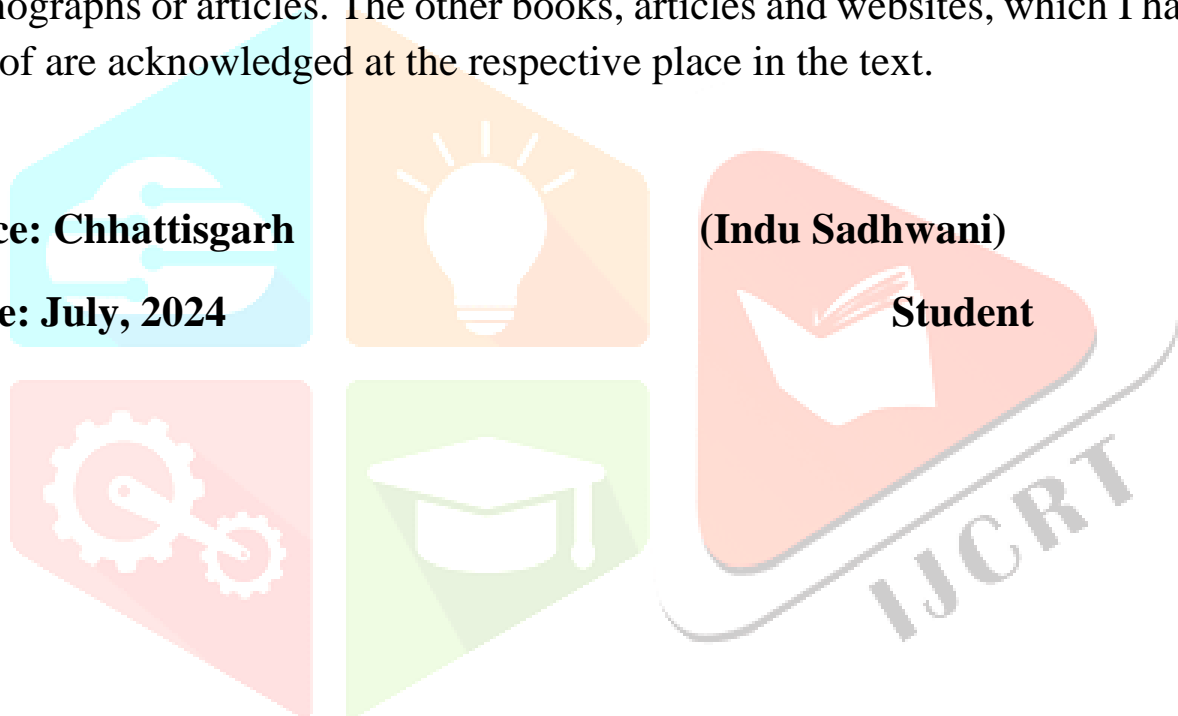 nographs or articles. The other books, articles and websites, which I ha
of are acknowledged at the respective place in the text.
ce: Chhattisgarh (Indu Sadhwani)
e: July, 2024 Student
IJCRT